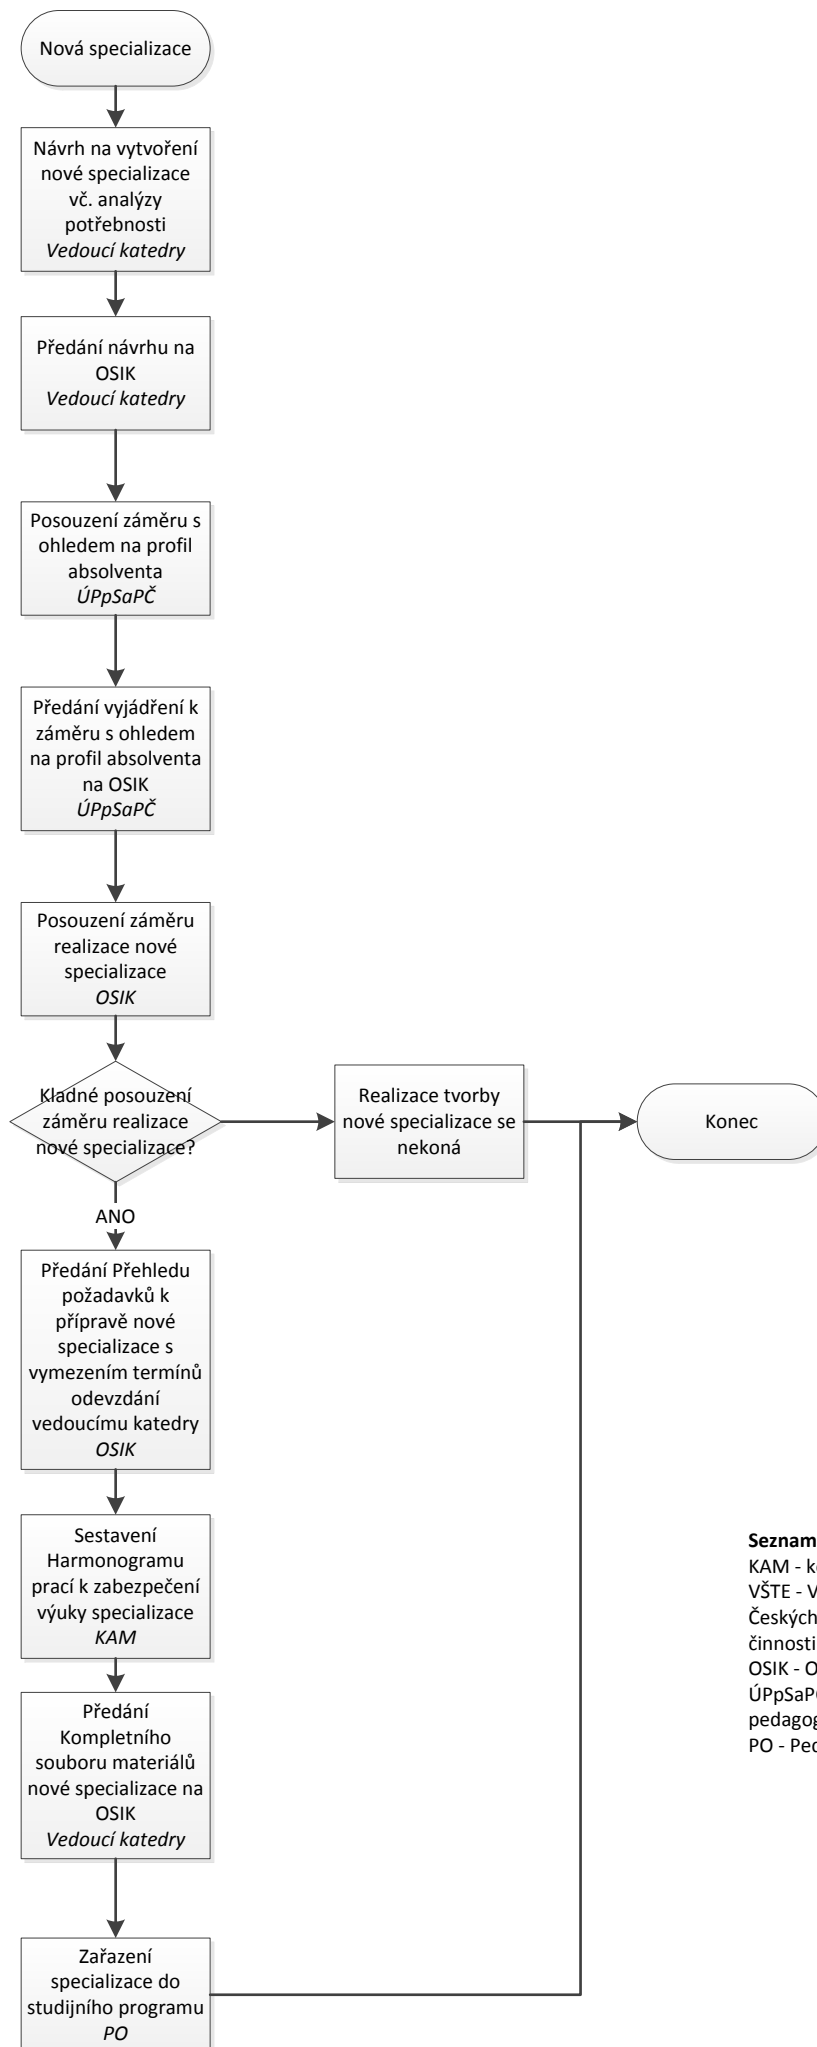 Nová specializace
Návrh na vytvoření
nové specializace
vč. analýzy
potřebnosti
Vedoucí katedry
Předání návrhu na
OSIK
Vedoucí katedry
Posouzení záměru s
ohledem na profil
absolventa
ÚPpSaPČ
Předání vyjádření k
záměru s ohledem
na profil absolventa
na OSIK
ÚPpSaPČ
Posouzení záměru
realizace nové
specializace
OSIK
Kladné posouzení
záměru realizace
nové specializace?
Realizace tvorby
nové specializace se
nekoná
Konec
ANO
Předání Přehledu
požadavků k
přípravě nové
specializace s
vymezením termínů
odevzdání
vedoucímu katedry
OSIK
Sestavení
Harmonogramu
prací k zabezpečení
výuky specializace
KAM
Předání
Kompletního
souboru materiálů
nové specializace na
OSIK
Vedoucí katedry
Zařazení
specializace do
studijního programu
PO
Seznam
KAM -
VŠTE - V
Českých
činnosti
OSIK - O
ÚPpSaP
pedagog
PO - Pe